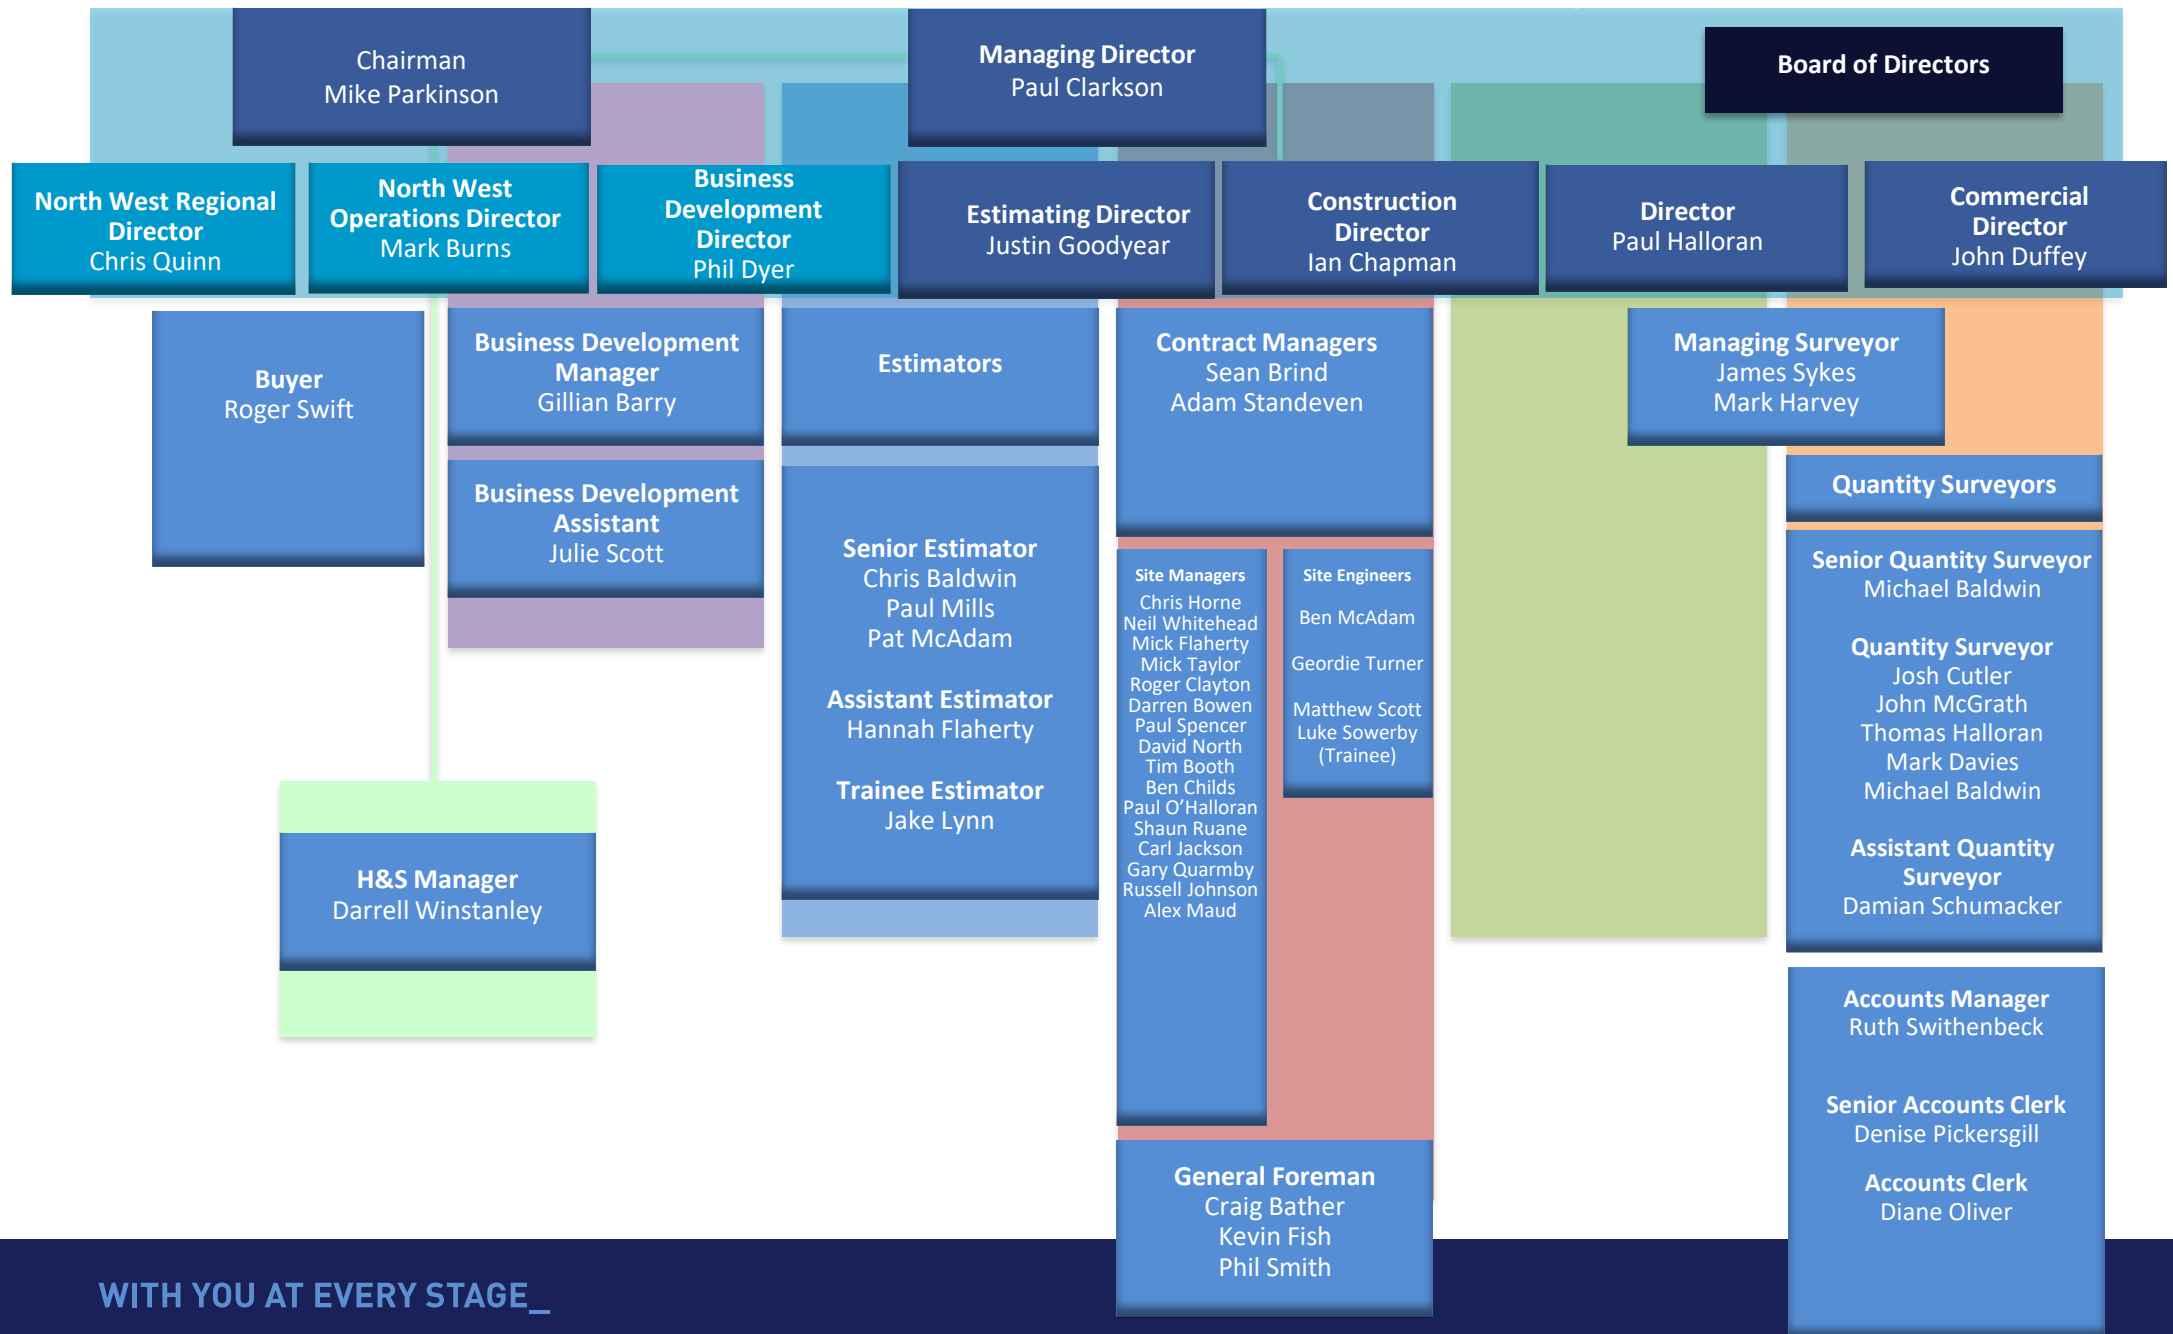 Chairman
Mike Parkinson
Managing Director
Paul Clarkson
Board of Directors
North West Regional
Director
Chris Quinn
North West
Operations Director
Mark Burns
Business
Development
Director
Phil Dyer
Estimating Director
Justin Goodyear
Construction
Director
Ian Chapman
Director
Paul Halloran
Commercial
Director
John Duffey
Buyer
Roger Swift
Business Development
Manager
Gillian Barry
Business Development
Assistant
Julie Scott
H&S Manager
Darrell Winstanley
Estimators
Senior Estimator
Chris Baldwin
Paul Mills
Pat McAdam
Assistant Estimator
Hannah Flaherty
Trainee Estimator
Jake Lynn
Contract Managers
Sean Brind
Adam Standeven
Site Managers
Chris Horne
Neil Whitehead
Mick Flaherty
Mick Taylor
Roger Clayton
Darren Bowen
Paul Spencer
David North
Tim Booth
Ben Childs
Paul O’Halloran
Shaun Ruane
Carl Jackson
Gary Quarmby
Russell Johnson
Alex Maud
Site Engineers
Ben McAdam
Geordie Turner
Matthew Scott
Luke Sowerby
(Trainee)
General Foreman
Craig Bather
Kevin Fish
Phil Smith
Managing Surveyor
James Sykes
Mark Harvey
Quantity Surveyors
Senior Quantity Surveyor
Michael Baldwin
Quantity Surveyor
Josh Cutler
John McGrath
Thomas Halloran
Mark Davies
Michael Baldwin
Assistant Quantity
Surveyor
Damian Schumacker
Accounts Manager
Ruth Swithenbeck
Senior Accounts Clerk
Denise Pickersgill
Accounts Clerk
Diane Oliver
WITH YOU AT EVERY STAGE_